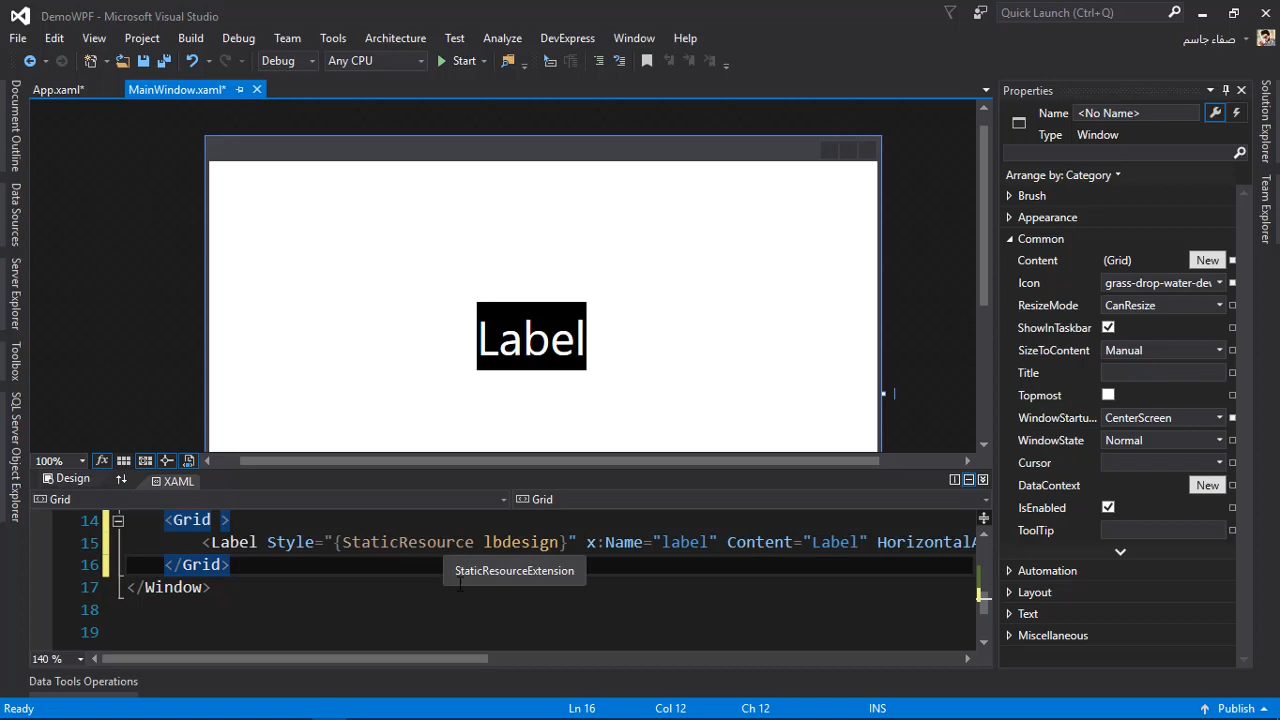 DemoWPF - Microsoft Visual Studio
Quick Launch (Ctrl+Q)
File Edit View Project Build Debug Team Tools Architecture Test Analyze DevExpress Window Help
صفاء جاسم
Debug Any CPU Start
App.xaml* MainWindow.xaml*
Document Outline
Data Sources
Server Explorer
Toolbox
SQL Server Object Explorer
Label
100%
Design XAML
Grid Grid
14 <Grid >
15 <Label Style="{StaticResource lbdesign}" x:Name="label" Content="Label" HorizontalA
16 </Grid>
StaticResourceExtension
17 </Window>
18
19
140 %
Data Tools Operations
Ready Ln 16 Col 12 Ch 12 INS Publish
Properties
Name <No Name>
Type Window
Arrange by: Category
Brush
Appearance
Common
Content (Grid) New
Icon grass-drop-water-dev
ResizeMode CanResize
ShowInTaskbar
SizeToContent Manual
Title
Topmost
WindowStartu... CenterScreen
WindowState Normal
Cursor
DataContext New
IsEnabled
ToolTip
Automation
Layout
Text
Miscellaneous
Solution Explorer
Team Explorer